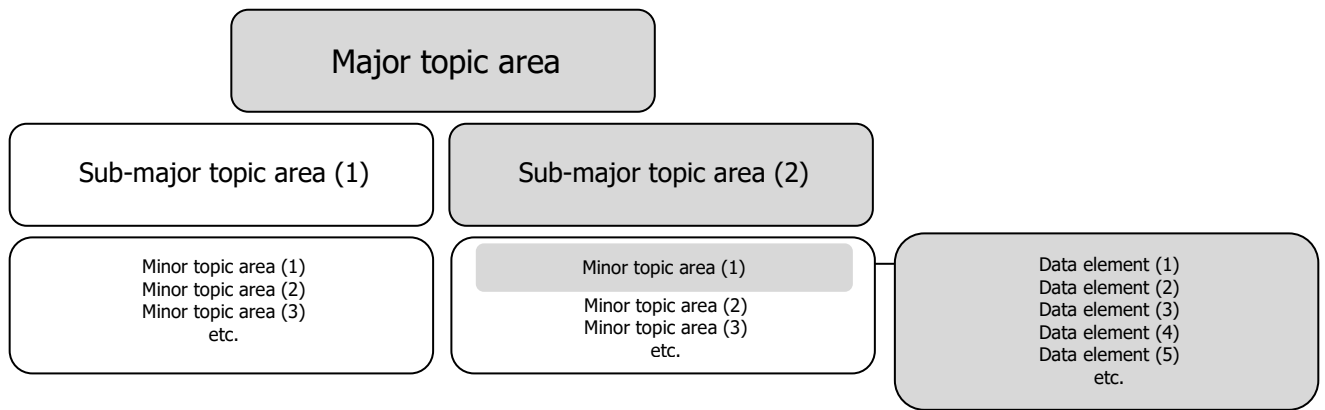 Major topic area
Sub-major topic area (1)
Sub-major topic area (2)
Minor topic area (1)
Minor topic area (2)
Minor topic area (3)
etc.
Minor topic area (1)
Minor topic area (2)
Minor topic area (3)
etc.
Data element (1)
Data element (2)
Data element (3)
Data element (4)
Data element (5)
etc.